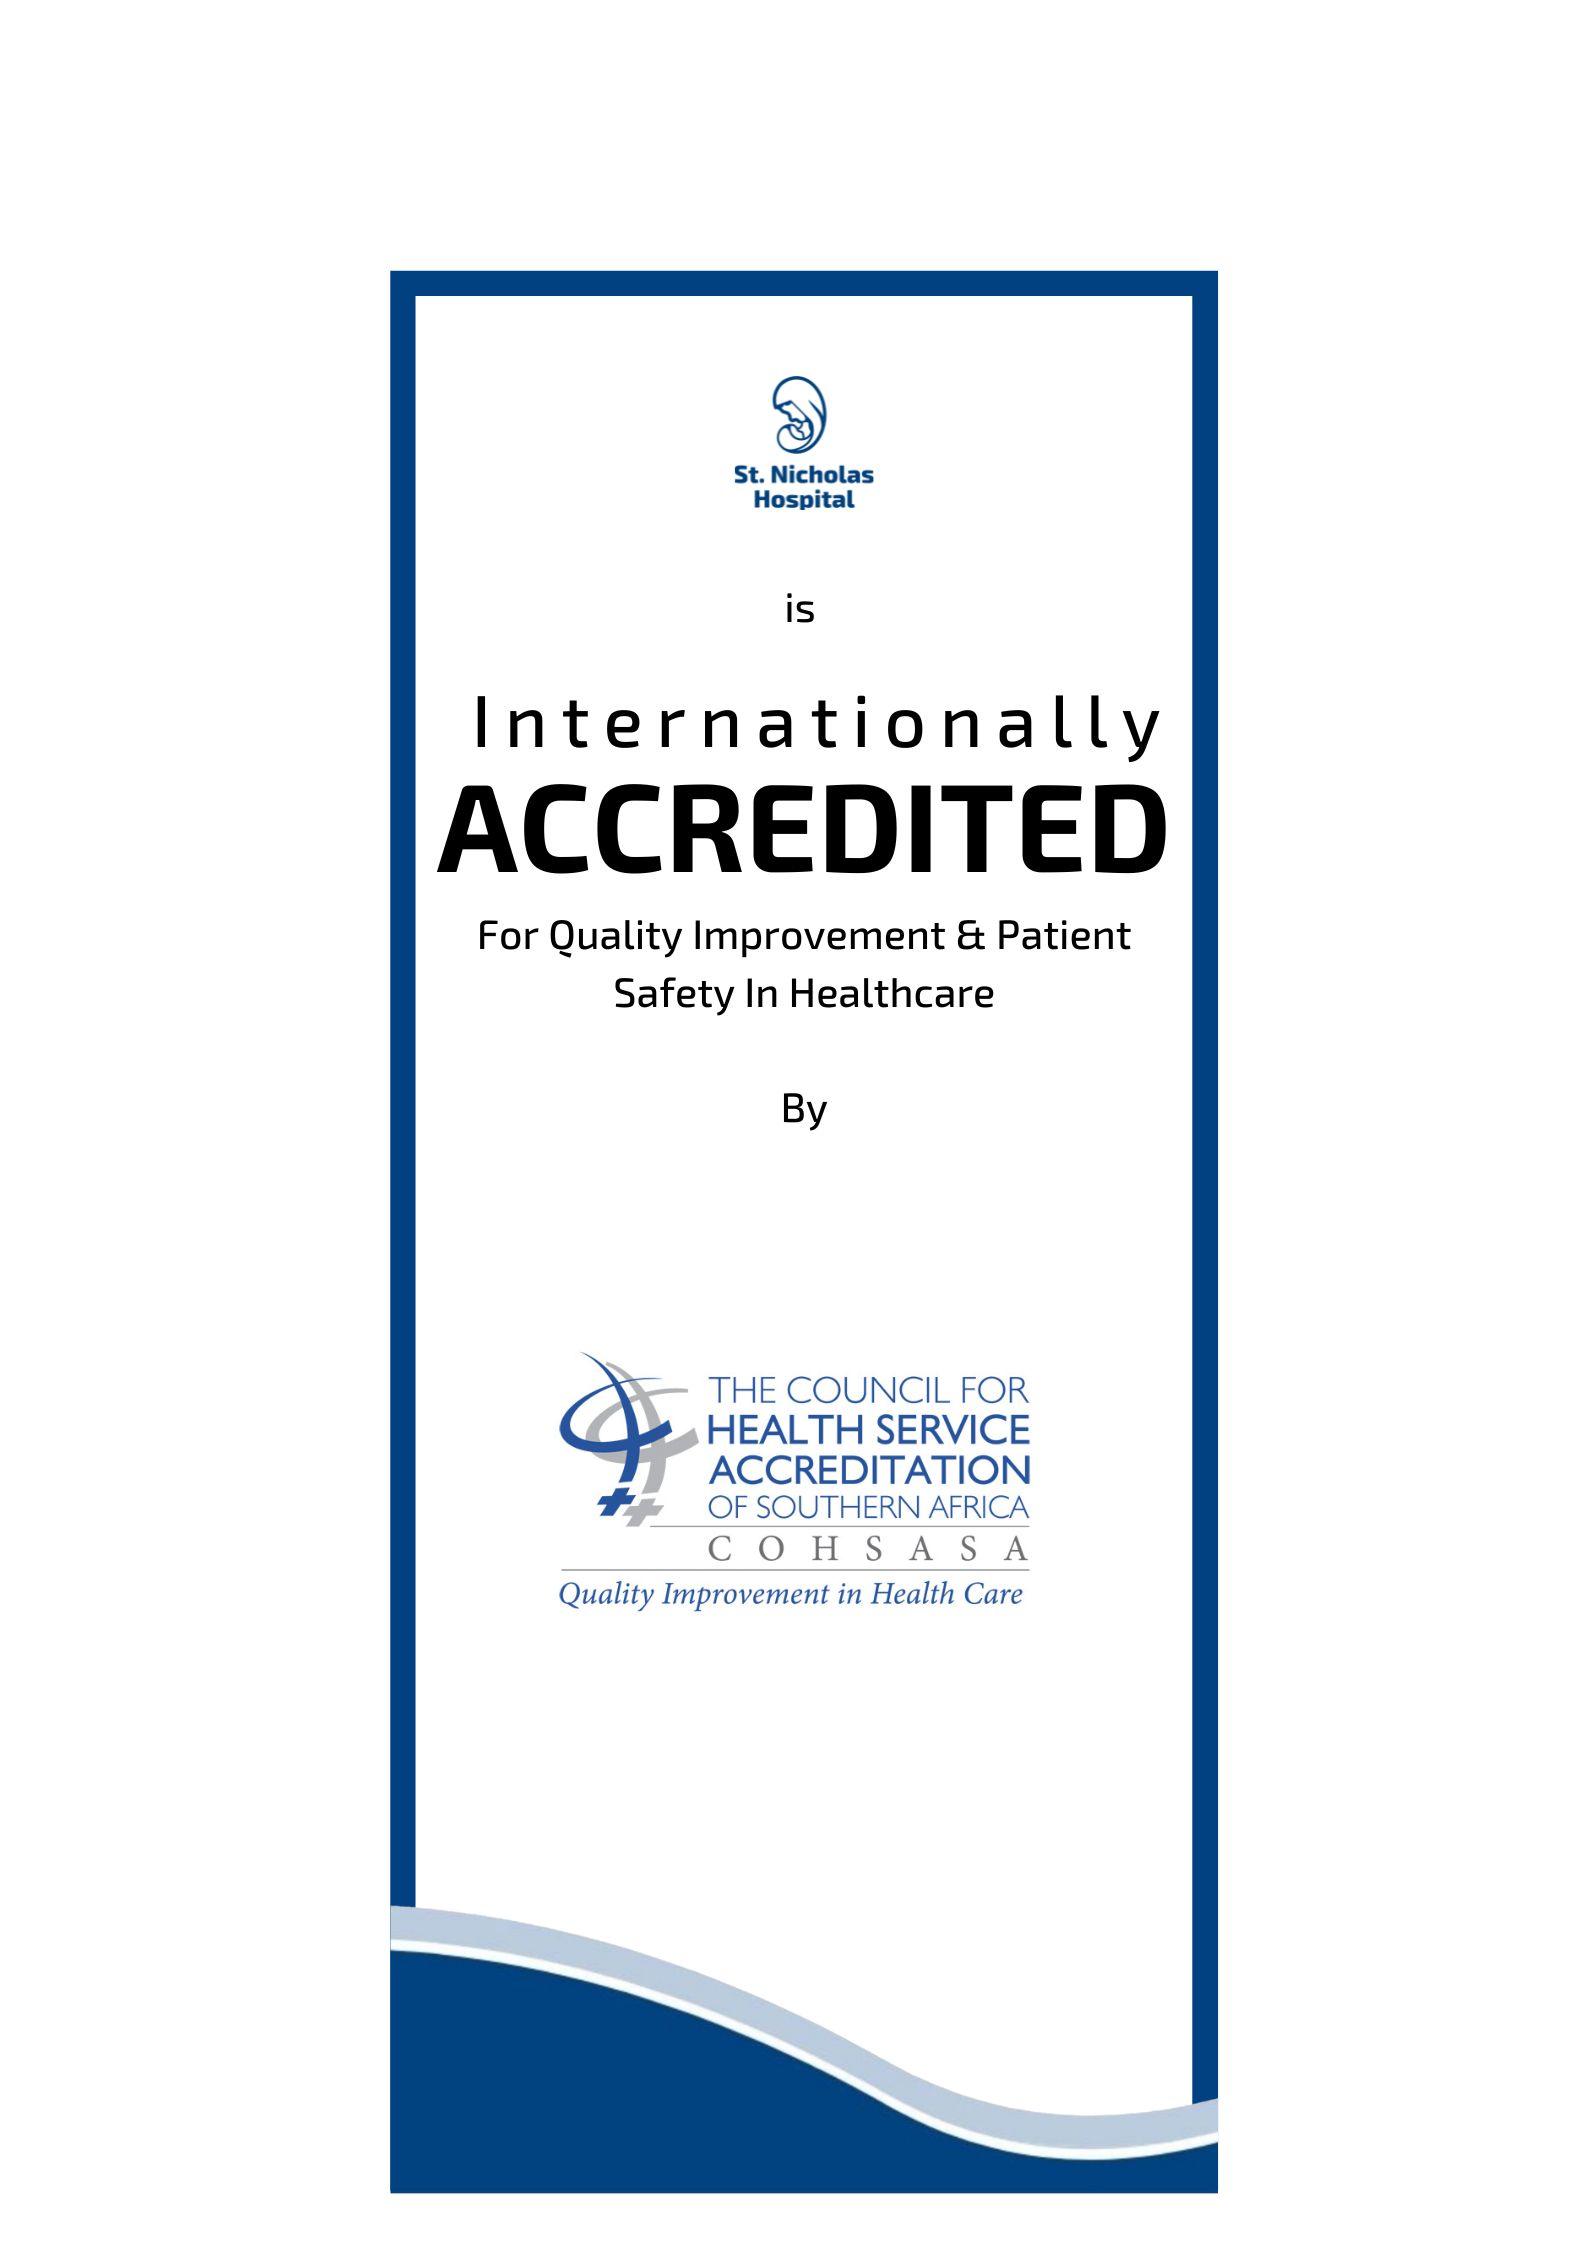 St. Nicholas
Hospital
is
Internationally
ACCREDITED
For Quality Improvement & Patient
Safety In Healthcare
By
THE COUNCIL FOR
HEALTH SERVICE
ACCREDITATION
OF SOUTHERN AFRICA
COHSASA
Quality Improvement in Health Care